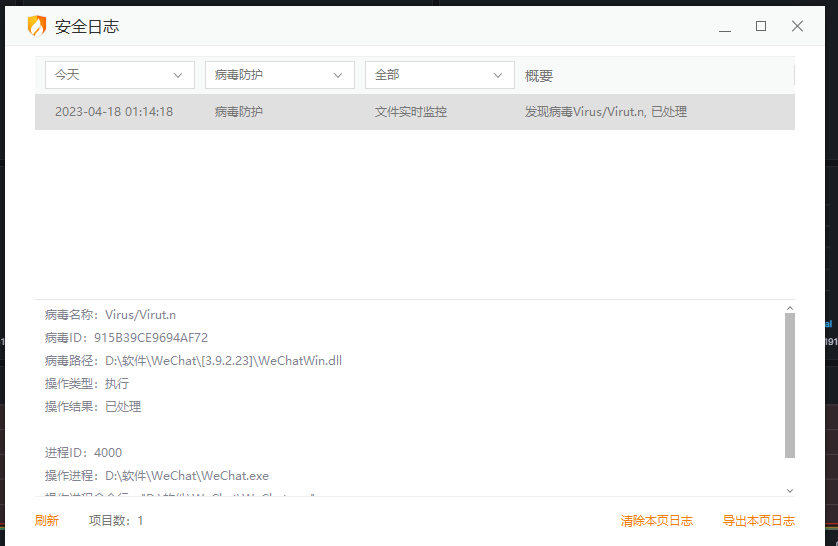 安全日志
今天 病毒防护 全部 概要
2023-04-18 01:14:18 病毒防护 文件实时监控 发现病毒Virus/Virut.n, 已处理
病毒名称：Virus/Virut.n
病毒ID：915B39CE9694AF72
病毒路径：D:\软件\WeChat\[3.9.2.23]\WeChatWin.dll
操作类型：执行
操作结果：已处理
进程ID：4000
操作进程：D:\软件\WeChat\WeChat.exe
刷新 项目数：1 清除本页日志 导出本页日志